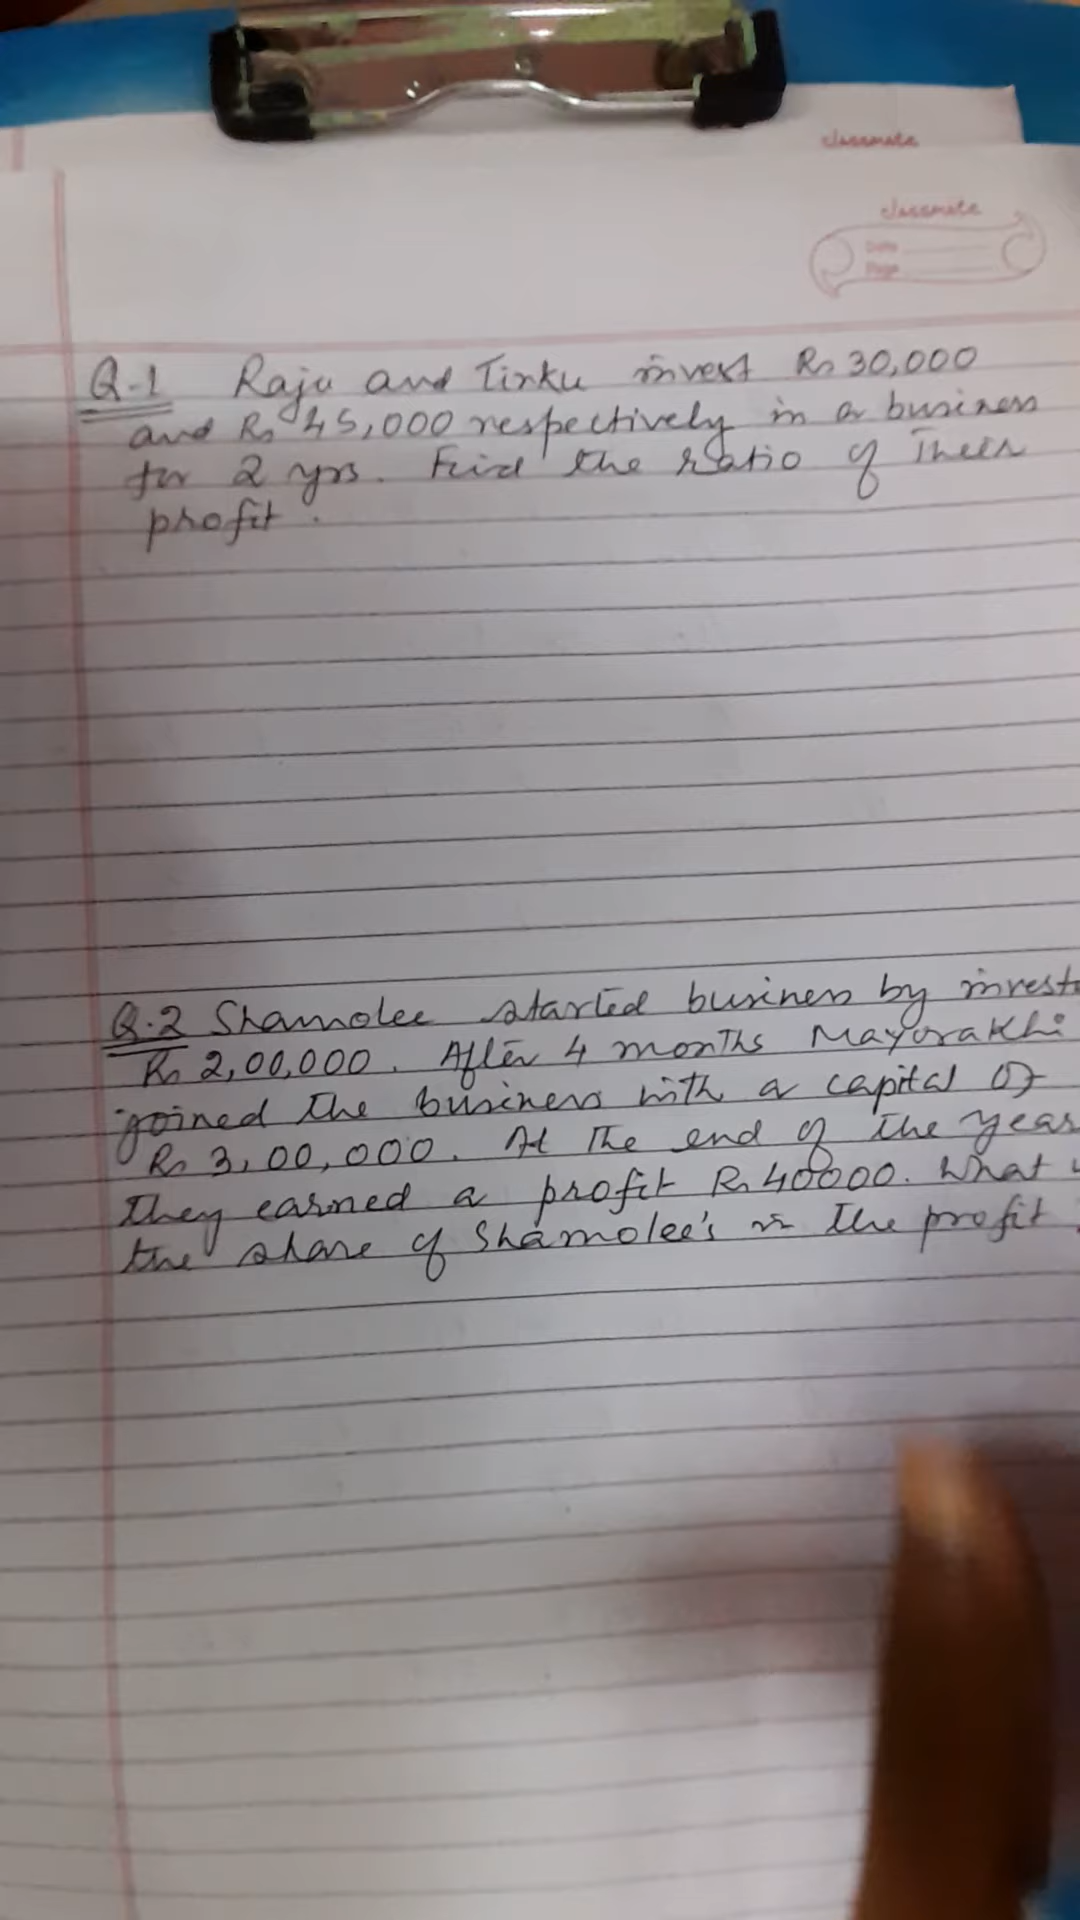 classmate
classmate
Date
Page
Q-1 Raju and Tinku invest Rs 30,000
and Rs 45,000 respectively in a business
for 2 yrs. Find the ratio of their
profit.
Q.2 Shamolee started business by invest
Rs 2,00,000. After 4 months Mayurakhi
joined the business with a capital of
Rs 3,00,000. At the end of the year
they earned a profit Rs 40000. What
the share of Shamolee's in the profit